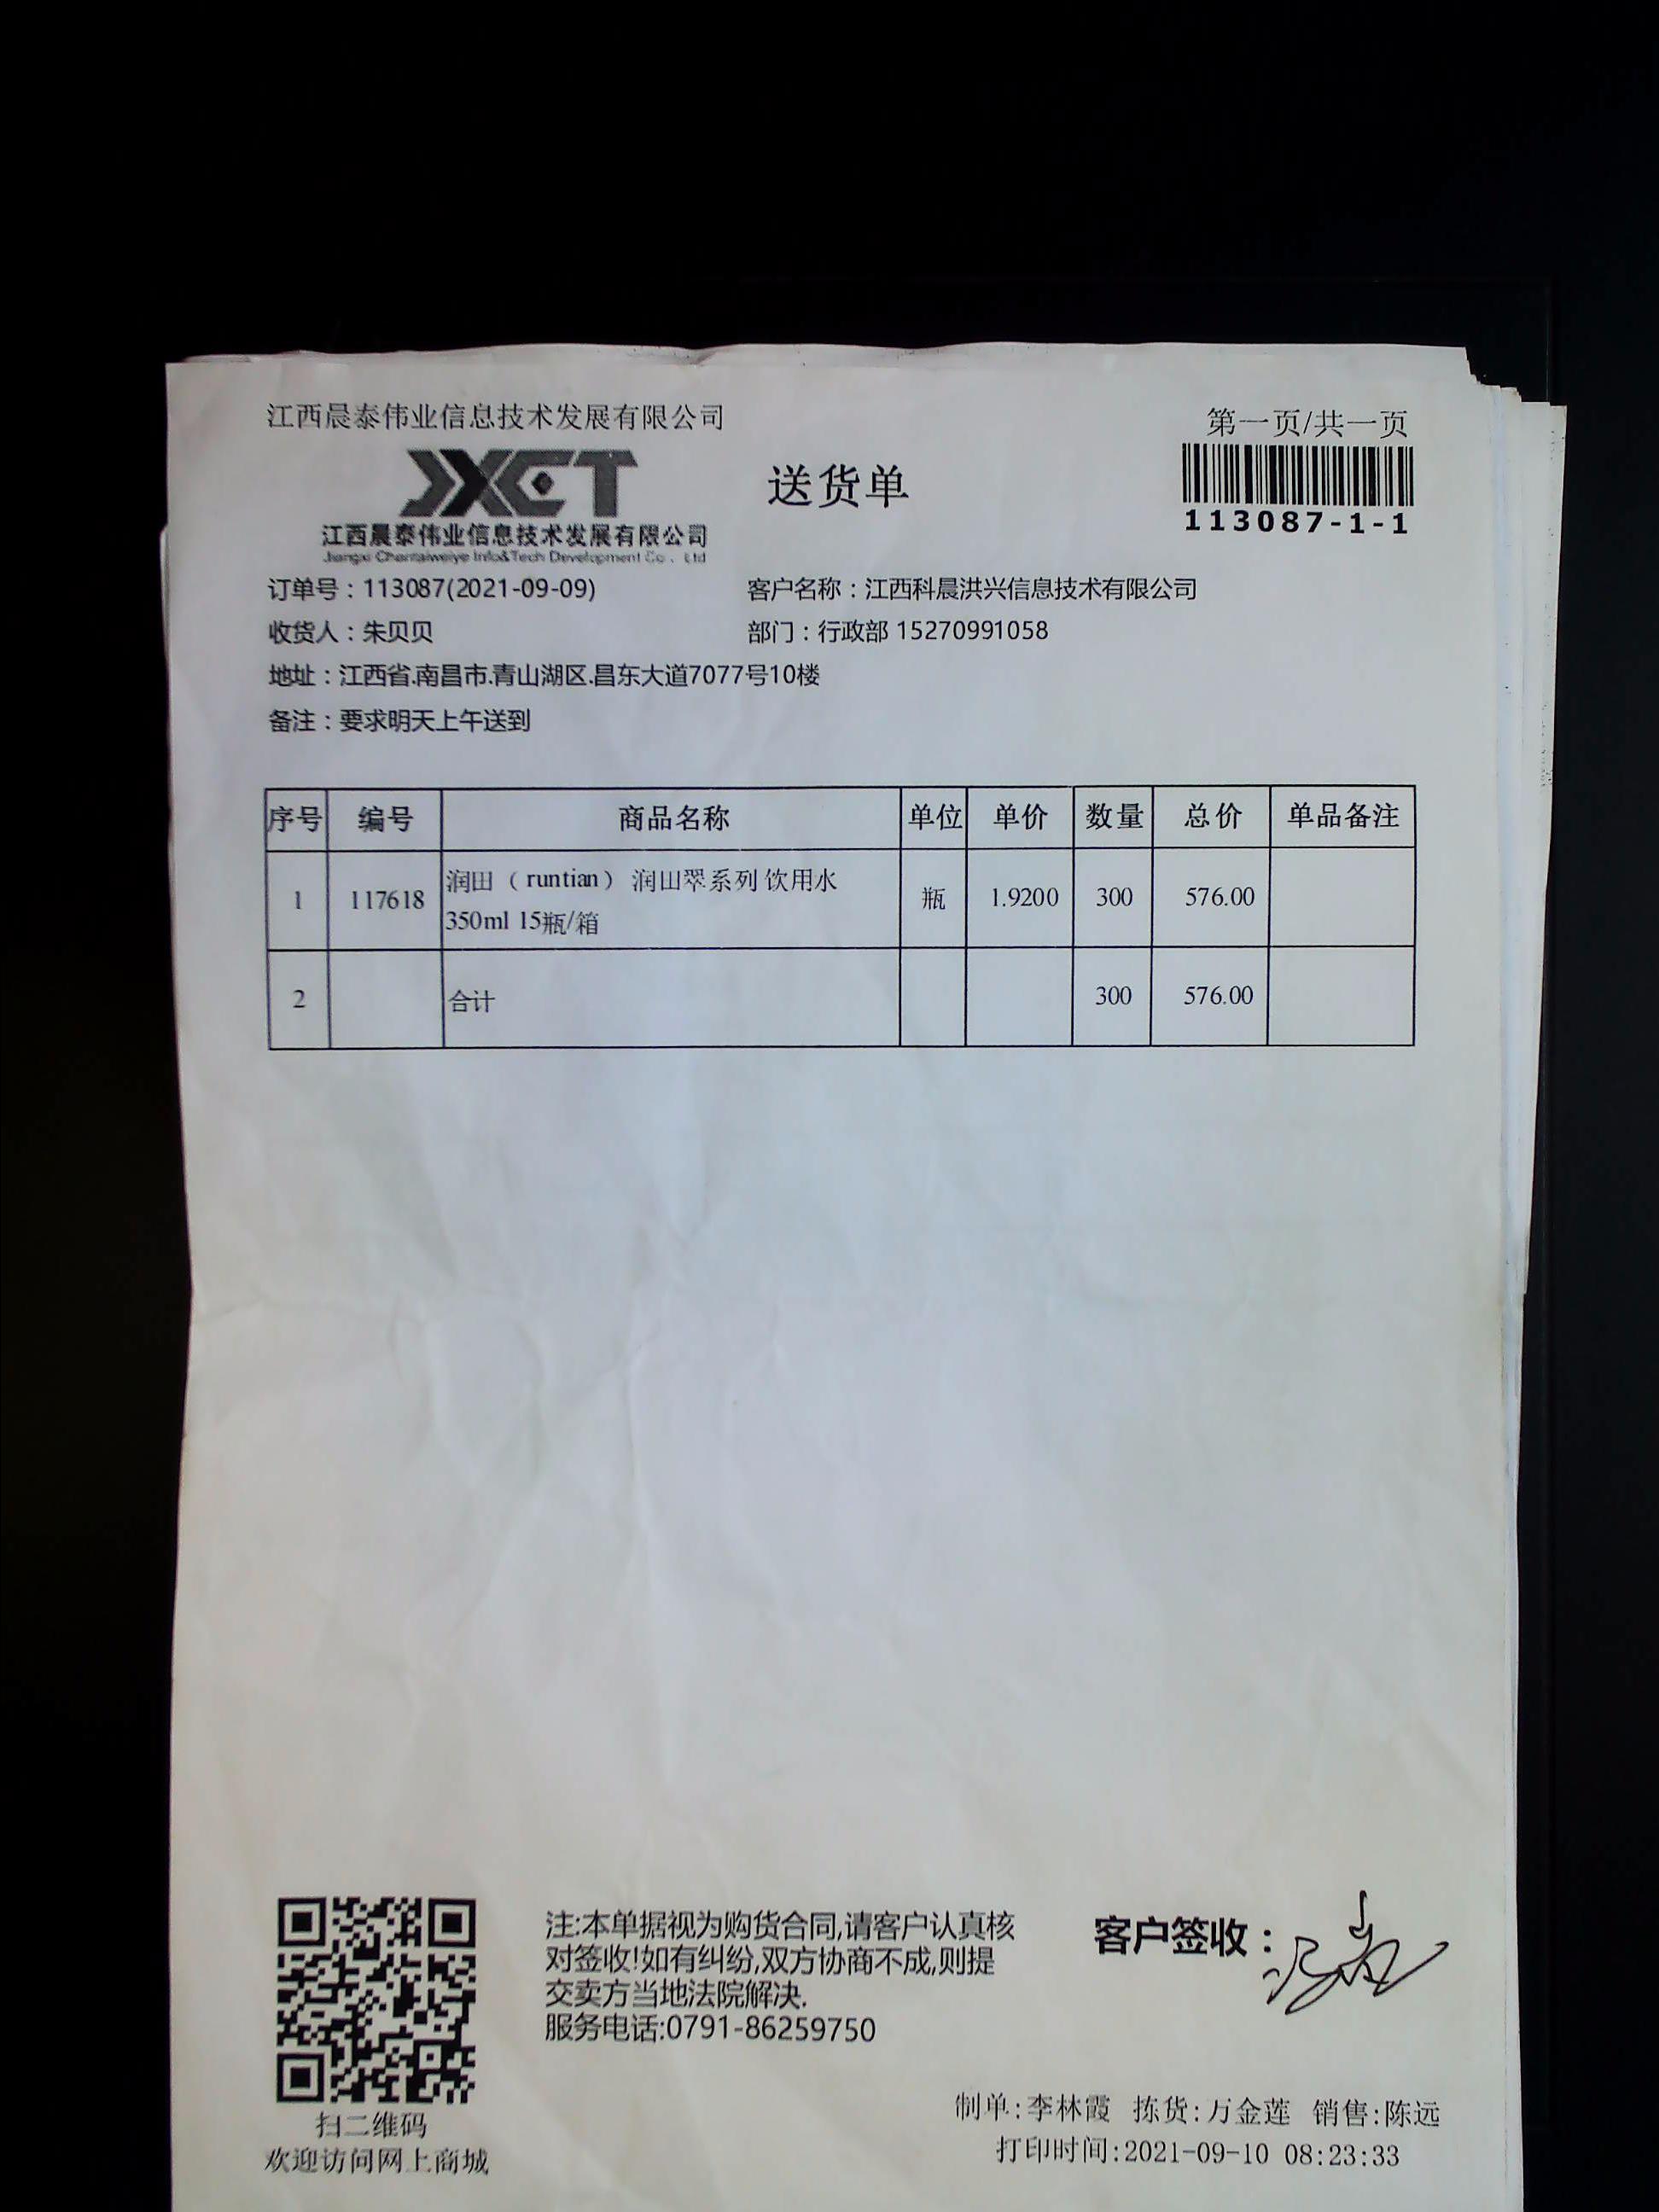 江西晨泰伟业信息技术发展有限公司
第一页/共一页
JXCT
送货单
江西晨泰伟业信息技术发展有限公司
Jiangxi Chentaiweiye Info&Tech Development Co., Ltd
113087-1-1
订单号：113087(2021-09-09) 客户名称：江西科晨洪兴信息技术有限公司
收货人：朱贝贝 部门：行政部 15270991058
地址：江西省.南昌市.青山湖区.昌东大道7077号10楼
备注：要求明天上午送到
序号 编号 商品名称 单位 单价 数量 总价 单品备注
1 117618 润田（runtian） 润田翠系列 饮用水 瓶 1.9200 300 576.00
350ml 15瓶/箱
2 合计 300 576.00
注:本单据视为购货合同,请客户认真核
对签收!如有纠纷,双方协商不成,则提
交卖方当地法院解决.
服务电话:0791-86259750
客户签收：
扫二维码
欢迎访问网上商城
制单:李林霞 拣货:万金莲 销售:陈远
打印时间:2021-09-10 08:23:33